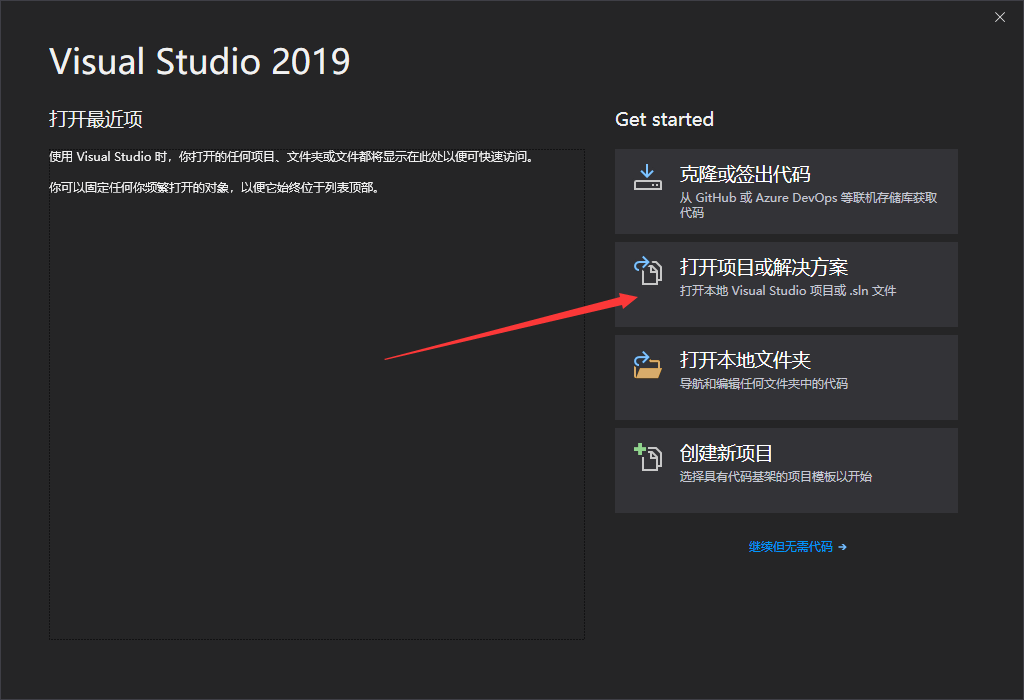 Visual Studio 2019
打开最近项
使用 Visual Studio 时，你打开的任何项目、文件夹或文件都将显示在此处以便可快速访问。
你可以固定任何你频繁打开的对象，以便它始终位于列表顶部。
Get started
克隆或签出代码
从 GitHub 或 Azure DevOps 等联机存储库获取
代码
打开项目或解决方案
打开本地 Visual Studio 项目或 .sln 文件
打开本地文件夹
导航和编辑任何文件夹中的代码
创建新项目
选择具有代码基架的项目模板以开始
继续但无需代码 →